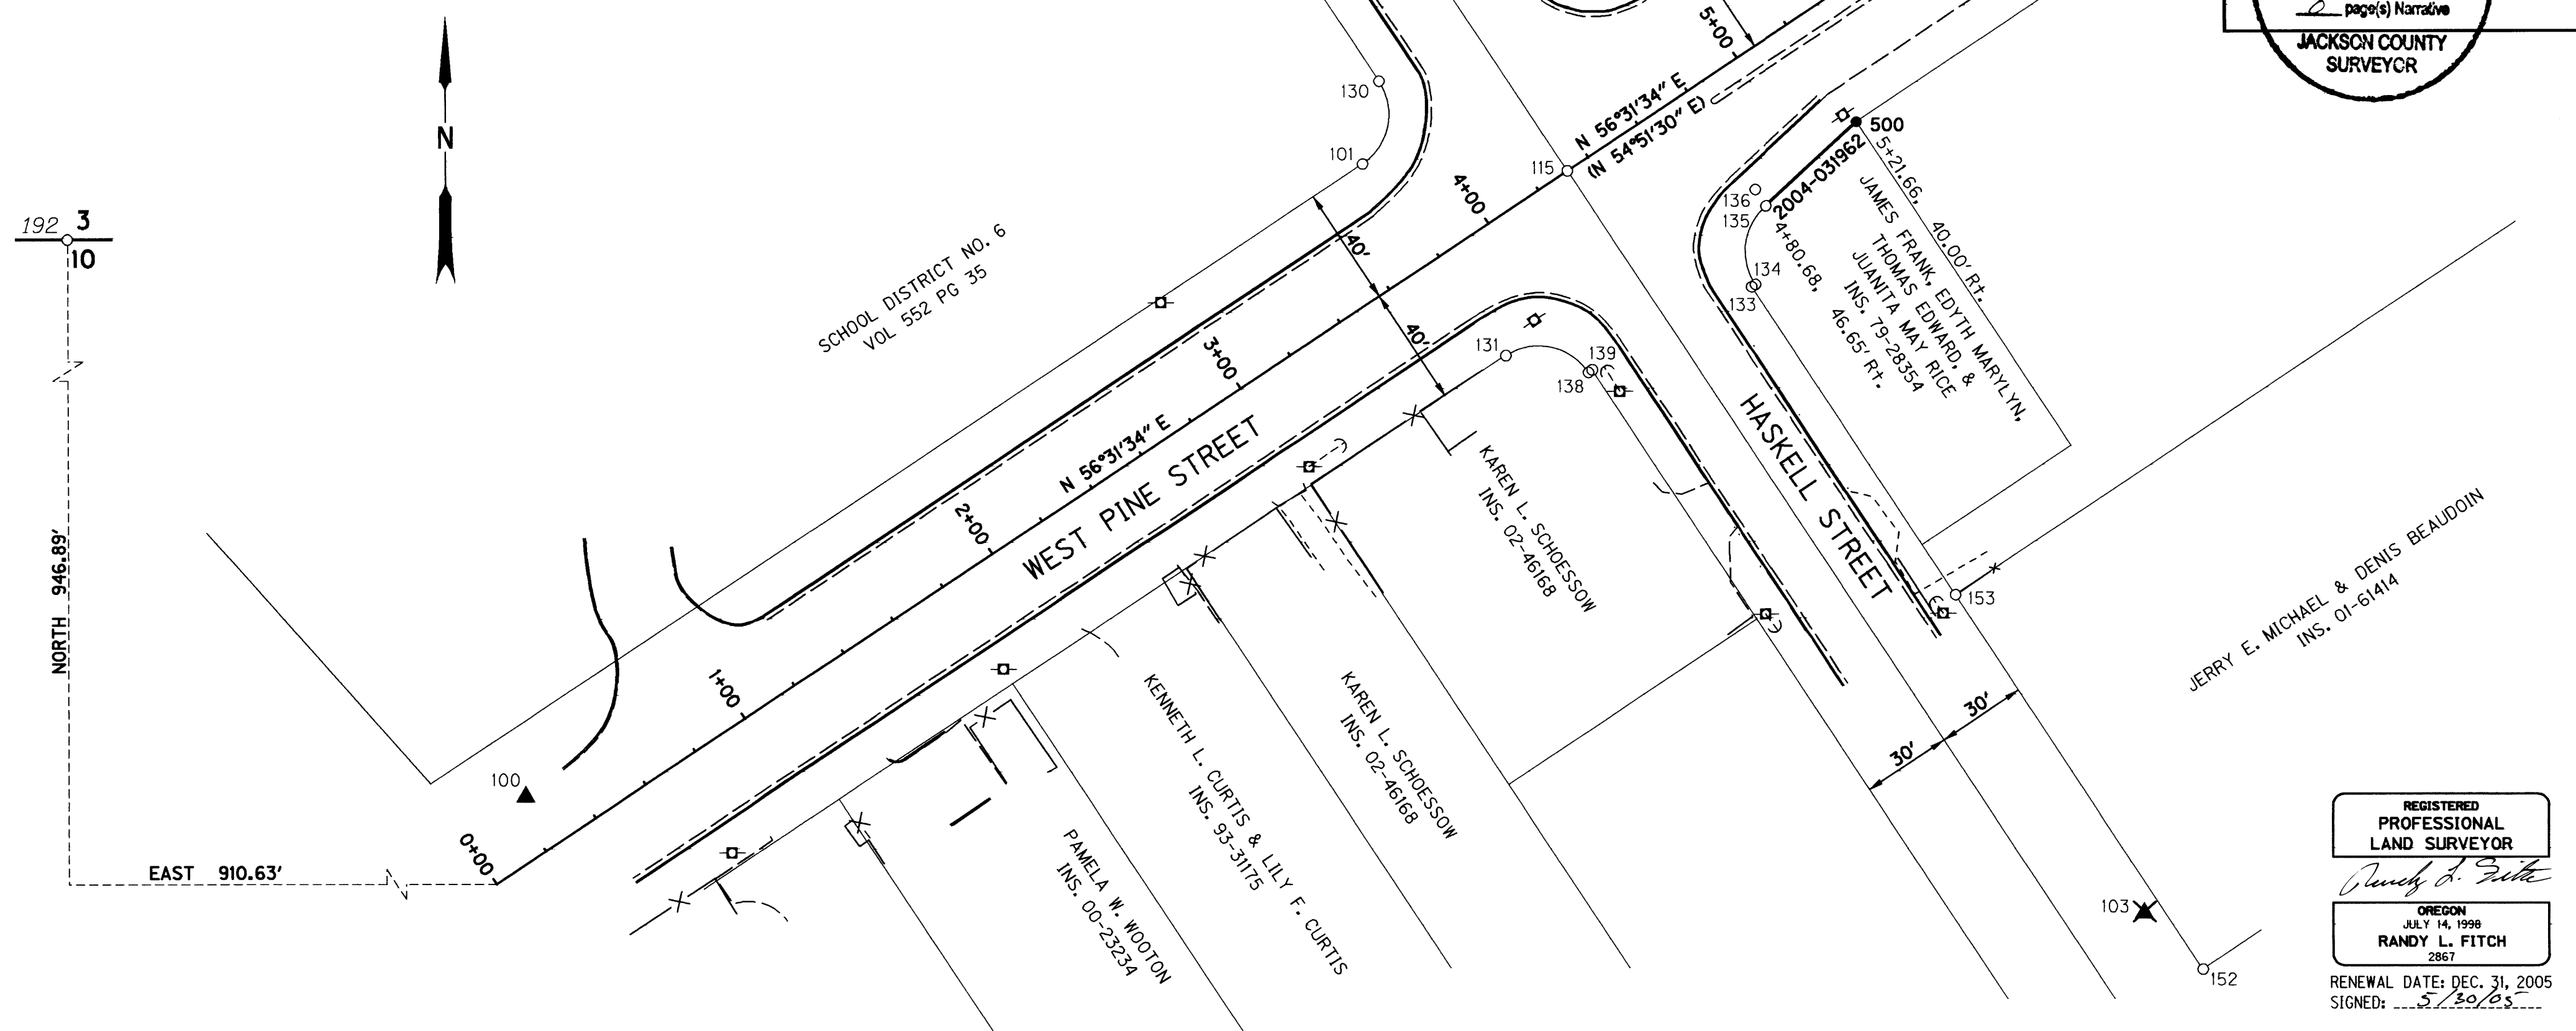 page(s) Narrative
JACKSON COUNTY
SURVEYOR
5+00
N 56°31'34" E
(N 54°51'30" E)
130
101
115
4+00
500
5+21.66, 40.00' Rt.
2004-031962
136
135
4+80.68, 46.65' Rt.
134
133
JAMES FRANK, EDYTH MARYLYN,
THOMAS EDWARD, &
JUANITA MAY RICE
INS. 79-28354
N
192
3
10
SCHOOL DISTRICT NO. 6
VOL 552 PG 35
40'
40'
3+00
131
139
138
N 56°31'34" E
WEST PINE STREET
HASKELL STREET
2+00
KAREN L. SCHOESSOW
INS. 02-46168
NORTH 946.89'
153
JERRY E. MICHAEL & DENIS BEAUDOIN
INS. 01-61414
1+00
KENNETH L. CURTIS & LILY F. CURTIS
INS. 93-31175
KAREN L. SCHOESSOW
INS. 02-46168
30'
30'
100
0+00
EAST 910.63'
PAMELA W. WOOTON
INS. 00-23234
103
152
REGISTERED
PROFESSIONAL
LAND SURVEYOR
Randy L. Fitch
OREGON
JULY 14, 1998
RANDY L. FITCH
2867
RENEWAL DATE: DEC. 31, 2005
SIGNED: 5/30/05